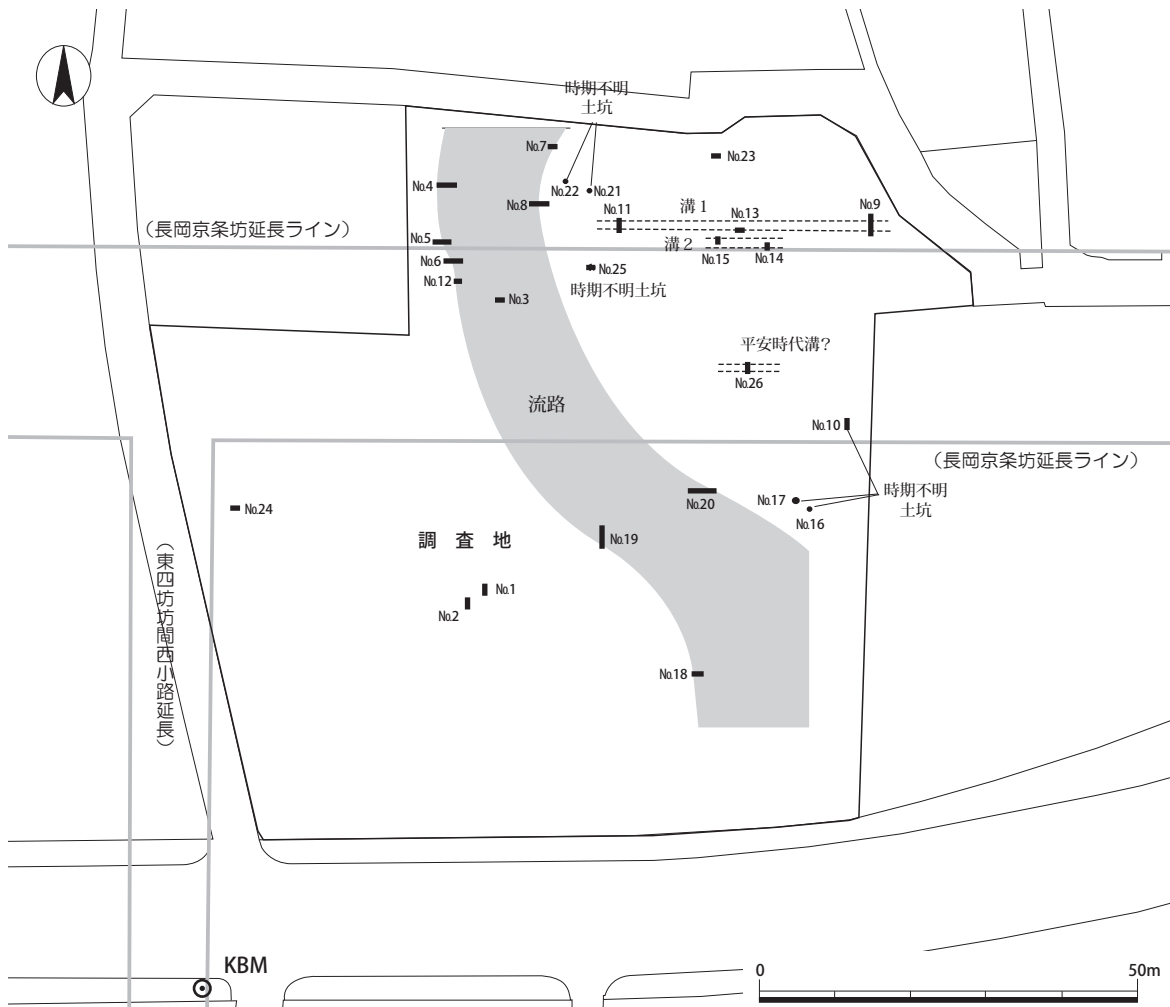 時期不明
土坑
No.7
No.23
No.4
No.22
No.21
No.8
No.11
溝1
No.13
No.9
（長岡京条坊延長ライン）
No.5
溝2
No.15
No.14
No.6
No.25
No.12
時期不明土坑
No.3
平安時代溝?
No.26
流路
No.10
（長岡京条坊延長ライン）
時期不明
土坑
No.17
No.16
No.20
No.24
調査地
No.19
（東四坊坊間西小路延長）
No.1
No.2
No.18
KBM
0
50m